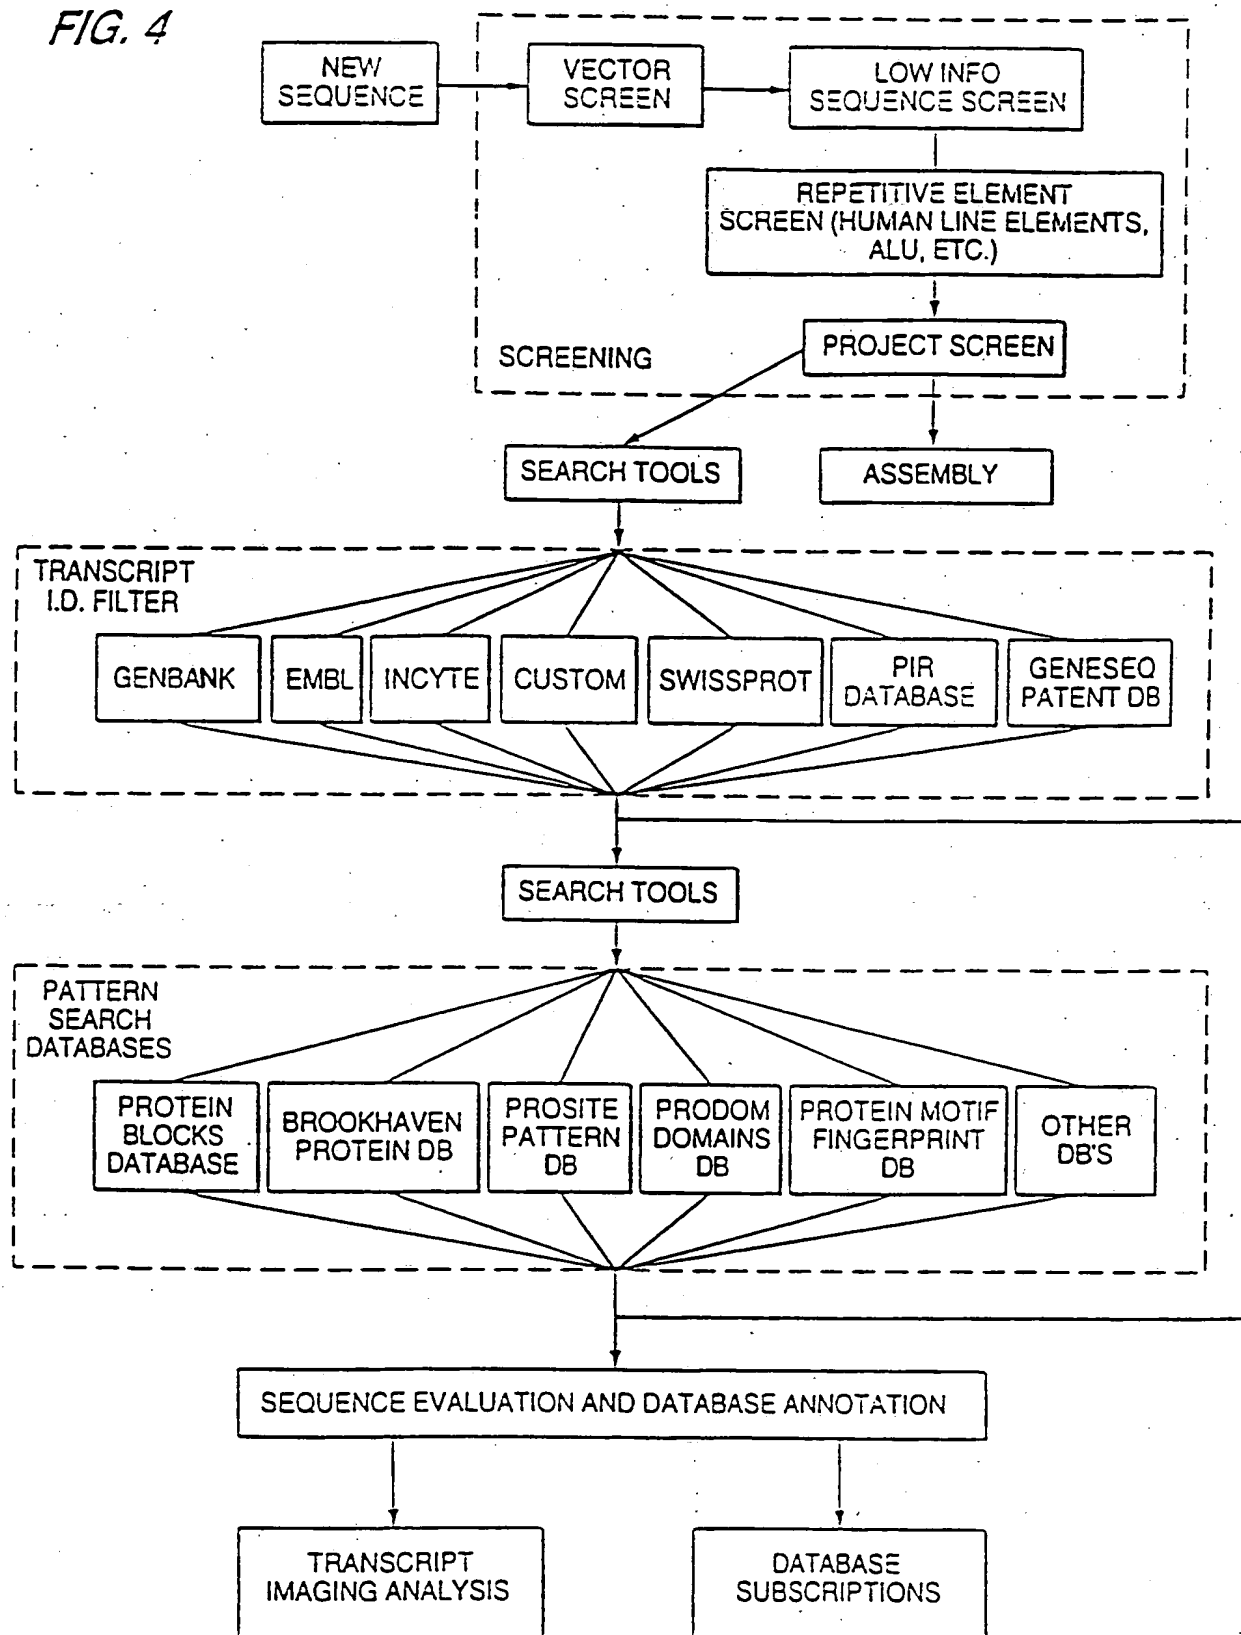 FIG. 4
NEW
SEQUENCE
VECTOR
SCREEN
LOW INFO
SEQUENCE SCREEN
REPETITIVE ELEMENT
SCREEN (HUMAN LINE ELEMENTS,
ALU, ETC.)
PROJECT SCREEN
SCREENING
SEARCH TOOLS
ASSEMBLY
TRANSCRIPT
I.D. FILTER
GENBANK
EMBL
INCYTE
CUSTOM
SWISSPROT
PIR
DATABASE
GENESEQ
PATENT DB
SEARCH TOOLS
PATTERN
SEARCH
DATABASES
PROTEIN
BLOCKS
DATABASE
BROOKHAVEN
PROTEIN DB
PROSITE
PATTERN
DB
PRODOM
DOMAINS
DB
PROTEIN MOTIF
FINGERPRINT
DB
OTHER
DB'S
SEQUENCE EVALUATION AND DATABASE ANNOTATION
TRANSCRIPT
IMAGING ANALYSIS
DATABASE
SUBSCRIPTIONS